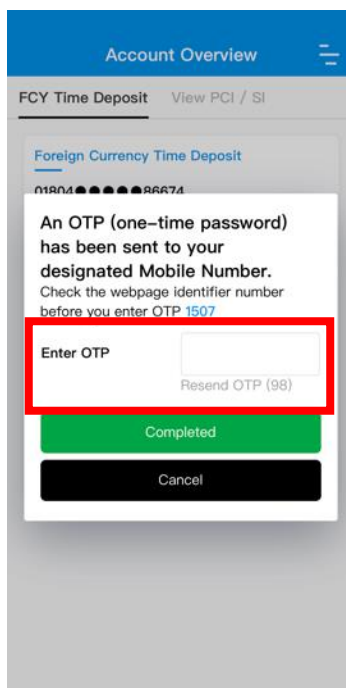 Account Overview
FCY Time Deposit View PCI / SI
Foreign Currency Time Deposit
01804●●●●●86674
An OTP (one-time password)
has been sent to your
designated Mobile Number.
Check the webpage identifier number
before you enter OTP 1507
Enter OTP
Resend OTP (98)
Completed
Cancel